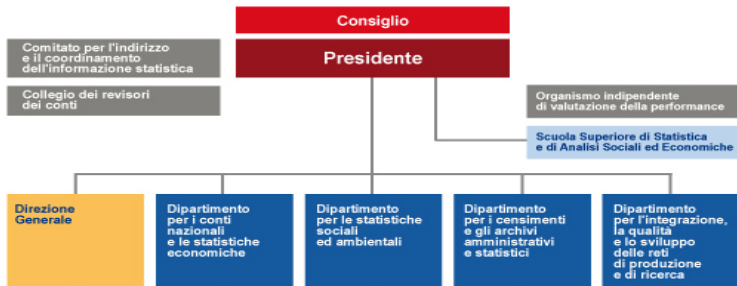 Consiglio
Presidente
Comitato per l'indirizzo
e il coordinamento
dell'informazione statistica
Collegio dei revisori
dei conti
Organismo indipendente
di valutazione della performance
Scuola Superiore di Statistica
e di Analisi Sociali ed Economiche
Direzione
Generale
Dipartimento
per i conti
nazionali
e le statistiche
economiche
Dipartimento
per le statistiche
sociali
ed ambientali
Dipartimento
per i censimenti
e gli archivi
amministrativi
e statistici
Dipartimento
per l'integrazione,
la qualità
e lo sviluppo
delle reti
di produzione
e di ricerca